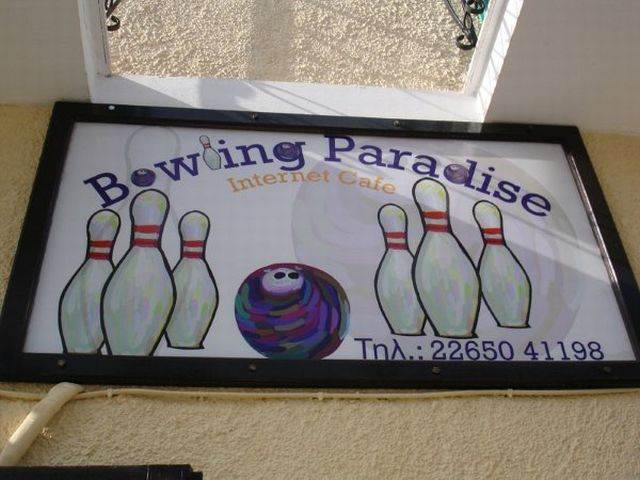 Bowling Paradise
Internet Cafe
Τηλ.: 22650 41198